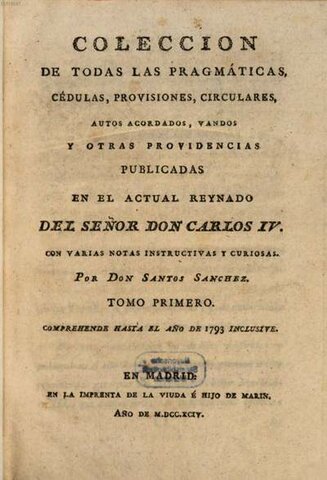 COLECCION
DE TODAS LAS PRAGMÁTICAS,
CÉDULAS, PROVISIONES, CIRCULARES,
AUTOS ACORDADOS, VANDOS
Y OTRAS PROVIDENCIAS
PUBLICADAS
EN EL ACTUAL REYNADO
DEL SEÑOR DON CARLOS IV.
CON VARIAS NOTAS INSTRUCTIVAS Y CURIOSAS.
POR DON SANTOS SANCHEZ.
TOMO PRIMERO.
COMPREHENDE HASTA EL AÑO DE 1793 INCLUSIVE.
EN MADRID:
EN LA IMPRENTA DE LA VIUDA É HIJO DE MARIN.
AÑO DE M.DCC.XCIV.